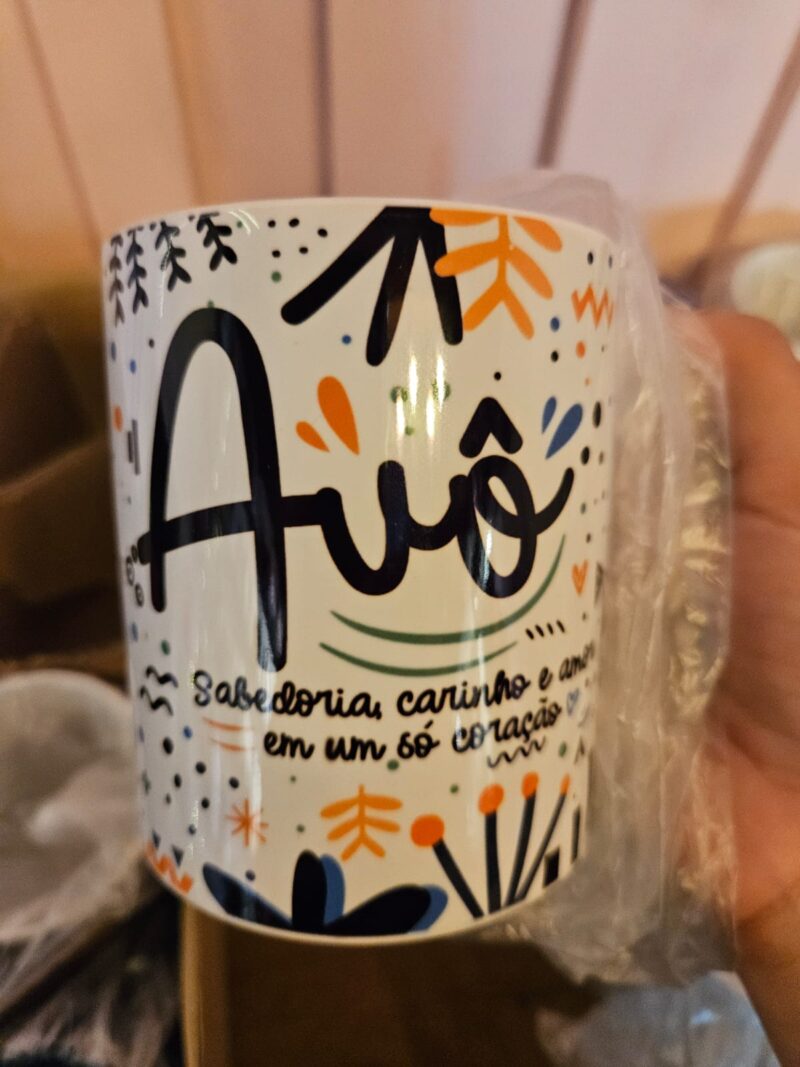 Avô
Sabedoria, carinho e amor
em um só coração